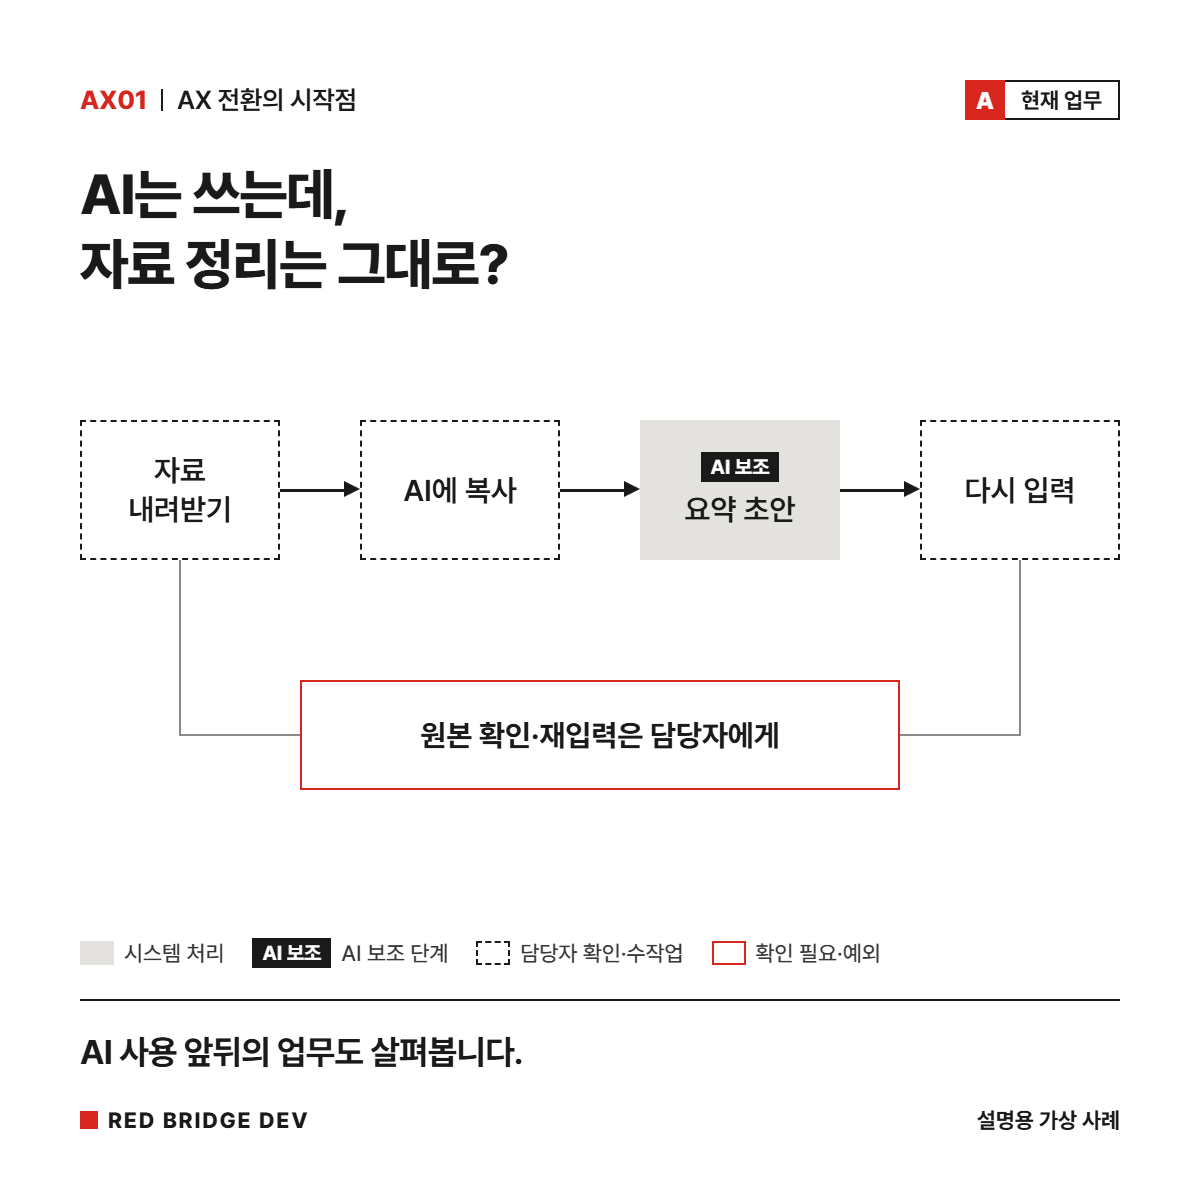 AX01 | AX 전환의 시작점
A 현재 업무
AI는 쓰는데,
자료 정리는 그대로?
자료
내려받기
AI에 복사
AI 보조
요약 초안
다시 입력
원본 확인·재입력은 담당자에게
시스템 처리
AI 보조 AI 보조 단계
담당자 확인·수작업
확인 필요·예외
AI 사용 앞뒤의 업무도 살펴봅니다.
RED BRIDGE DEV
설명용 가상 사례